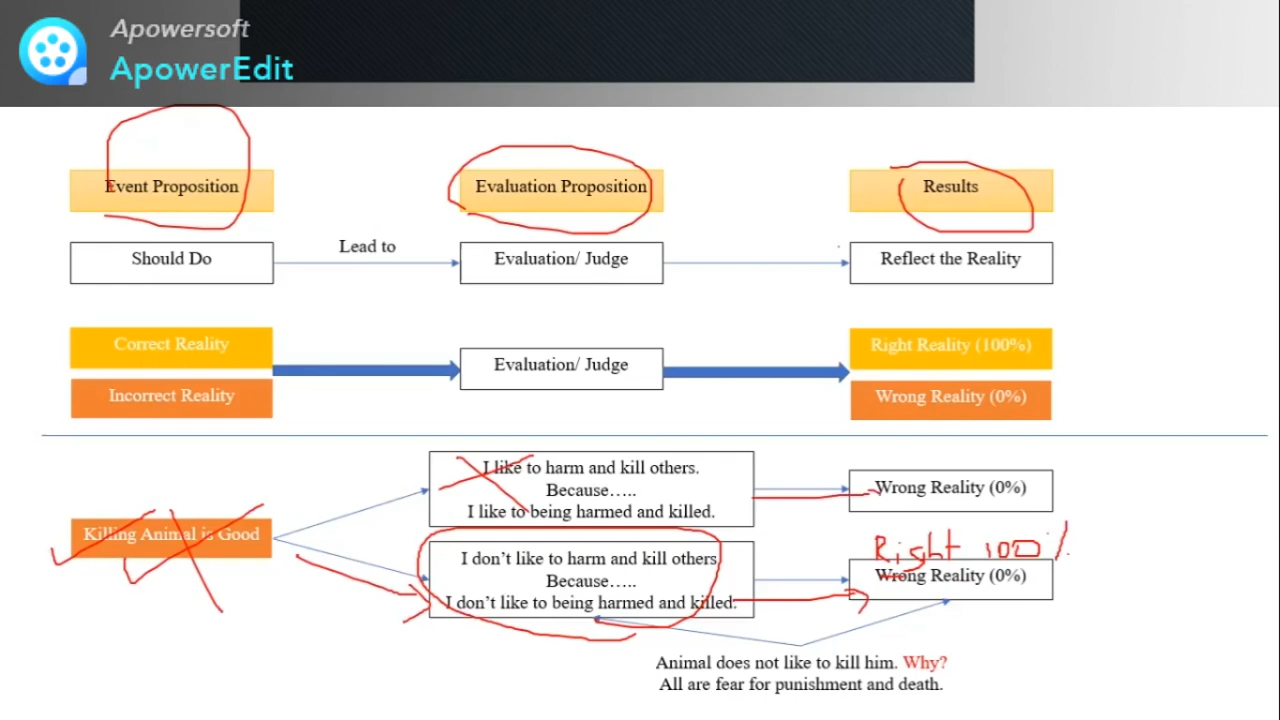 Apowersoft
ApowerEdit
Event Proposition
Evaluation Proposition
Results
Should Do
Lead to
Evaluation/ Judge
Reflect the Reality
Correct Reality
Incorrect Reality
Evaluation/ Judge
Right Reality (100%)
Wrong Reality (0%)
Killing Animal is Good
I like to harm and kill others.
Because…..
I like to being harmed and killed.
Wrong Reality (0%)
I don't like to harm and kill others
Because…..
I don't like to being harmed and killed.
Right 100%
Wrong Reality (0%)
Animal does not like to kill him. Why?
All are fear for punishment and death.